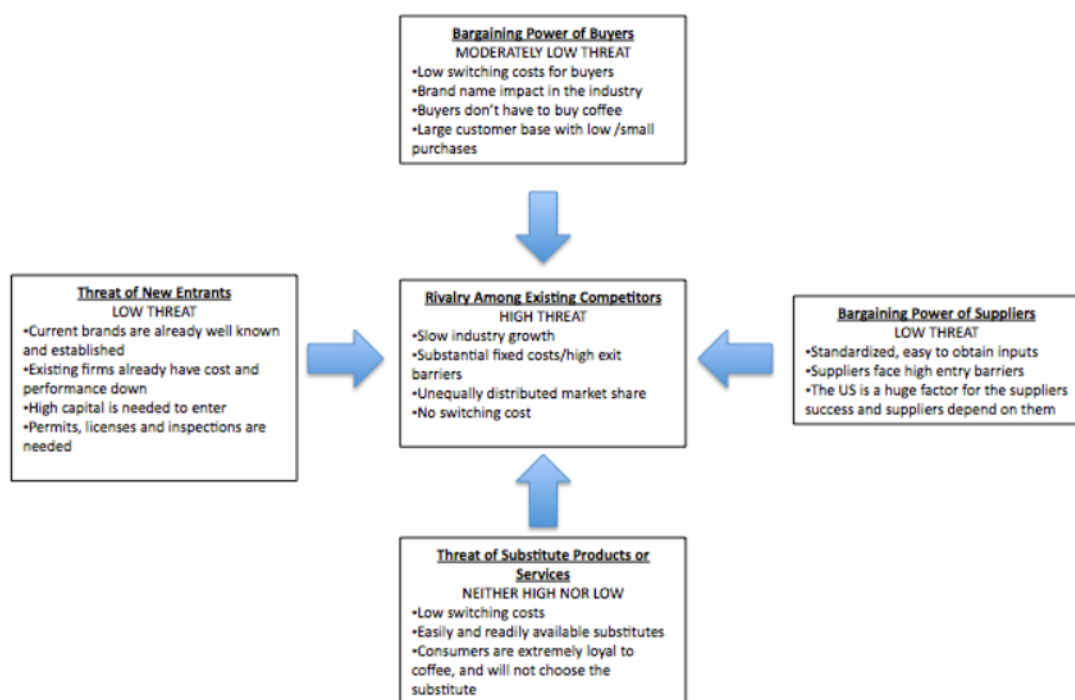 Bargaining Power of Buyers
MODERATELY LOW THREAT
•Low switching costs for buyers
•Brand name impact in the industry
•Buyers don't have to buy coffee
•Large customer base with low /small
purchases
Threat of New Entrants
LOW THREAT
•Current brands are already well known
and established
•Existing firms already have cost and
performance down
•High capital is needed to enter
•Permits, licenses and inspections are
needed
Rivalry Among Existing Competitors
HIGH THREAT
•Slow industry growth
•Substantial fixed costs/high exit
barriers
•Unequally distributed market share
•No switching cost
Bargaining Power of Suppliers
LOW THREAT
•Standardized, easy to obtain inputs
•Suppliers face high entry barriers
•The US is a huge factor for the suppliers
success and suppliers depend on them
Threat of Substitute Products or
Services
NEITHER HIGH NOR LOW
•Low switching costs
•Easily and readily available substitutes
•Consumers are extremely loyal to
coffee, and will not choose the
substitute